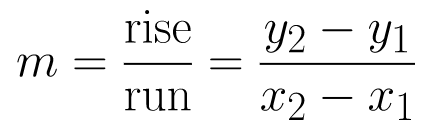 m = rise/run = (y₂ − y₁)/(x₂ − x₁)